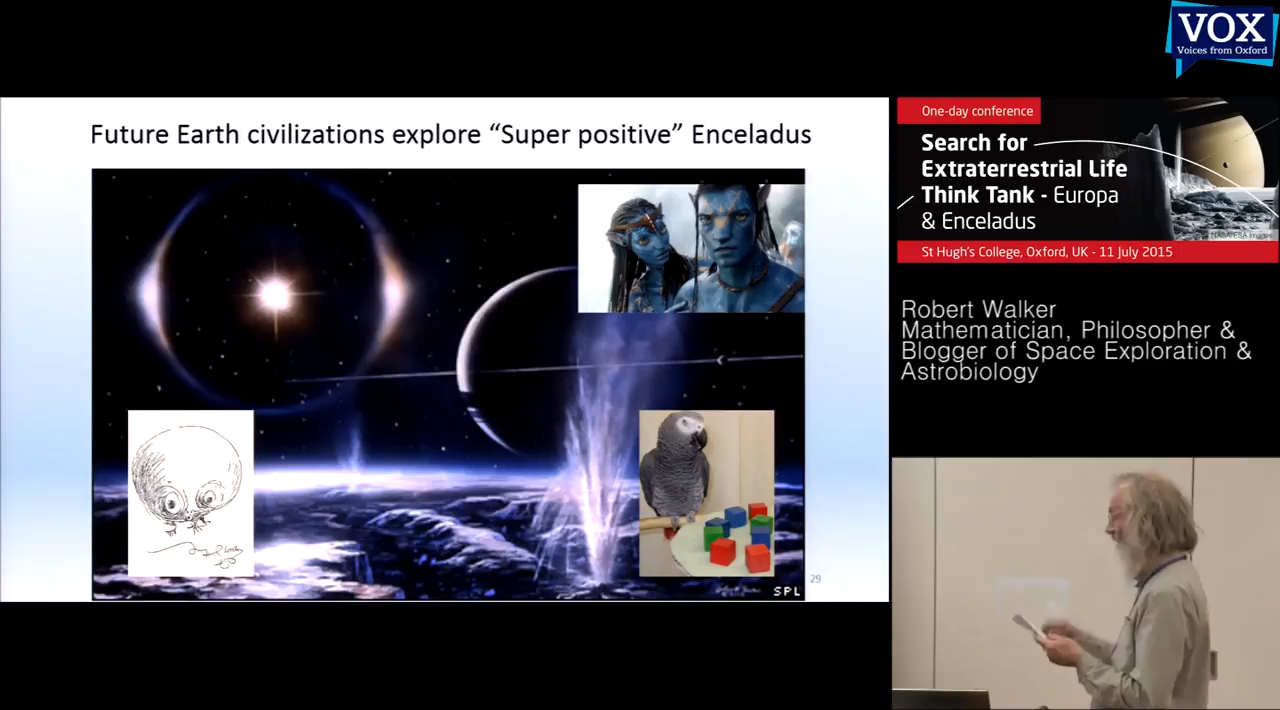 VOX
Voices from Oxford
Future Earth civilizations explore “Super positive” Enceladus
29
SPL
One-day conference
Search for
Extraterrestrial Life
Think Tank - Europa
& Enceladus
St Hugh's College, Oxford, UK - 11 July 2015
Robert Walker
Mathematician, Philosopher &
Blogger of Space Exploration &
Astrobiology